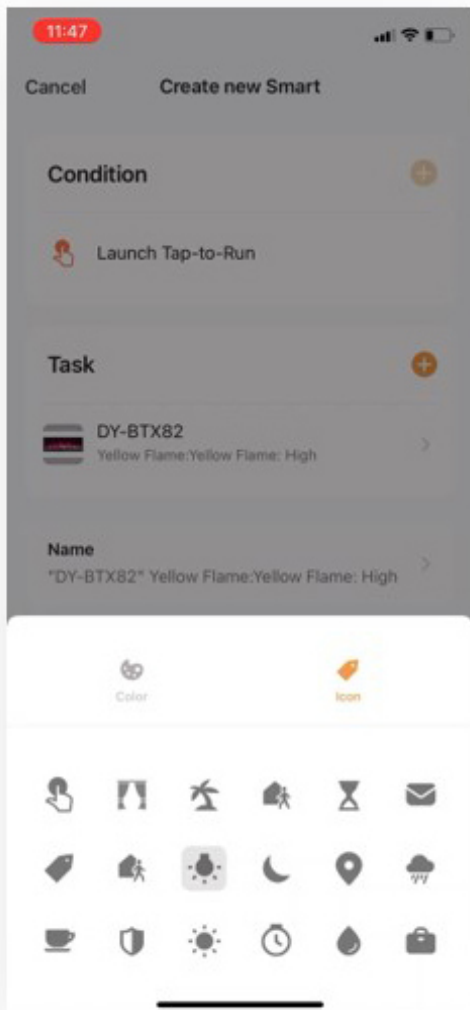 11:47
Cancel Create new Smart
Condition
Launch Tap-to-Run
Task
DY-BTX82
Yellow Flame:Yellow Flame: High
Name
"DY-BTX82" Yellow Flame:Yellow Flame: High
Color Icon